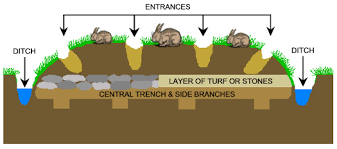 ENTRANCES
DITCH
DITCH
LAYER OF TURF OR STONES
CENTRAL TRENCH & SIDE BRANCHES